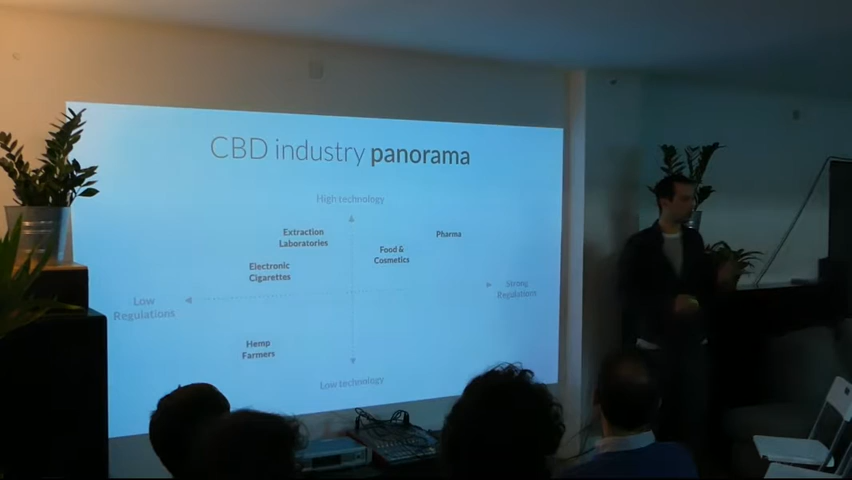 CBD industry panorama
High technology
Extraction
Laboratories
Pharma
Food &
Cosmetics
Electronic
Cigarettes
Low
Regulations
Strong
Regulations
Hemp
Farmers
Low technology